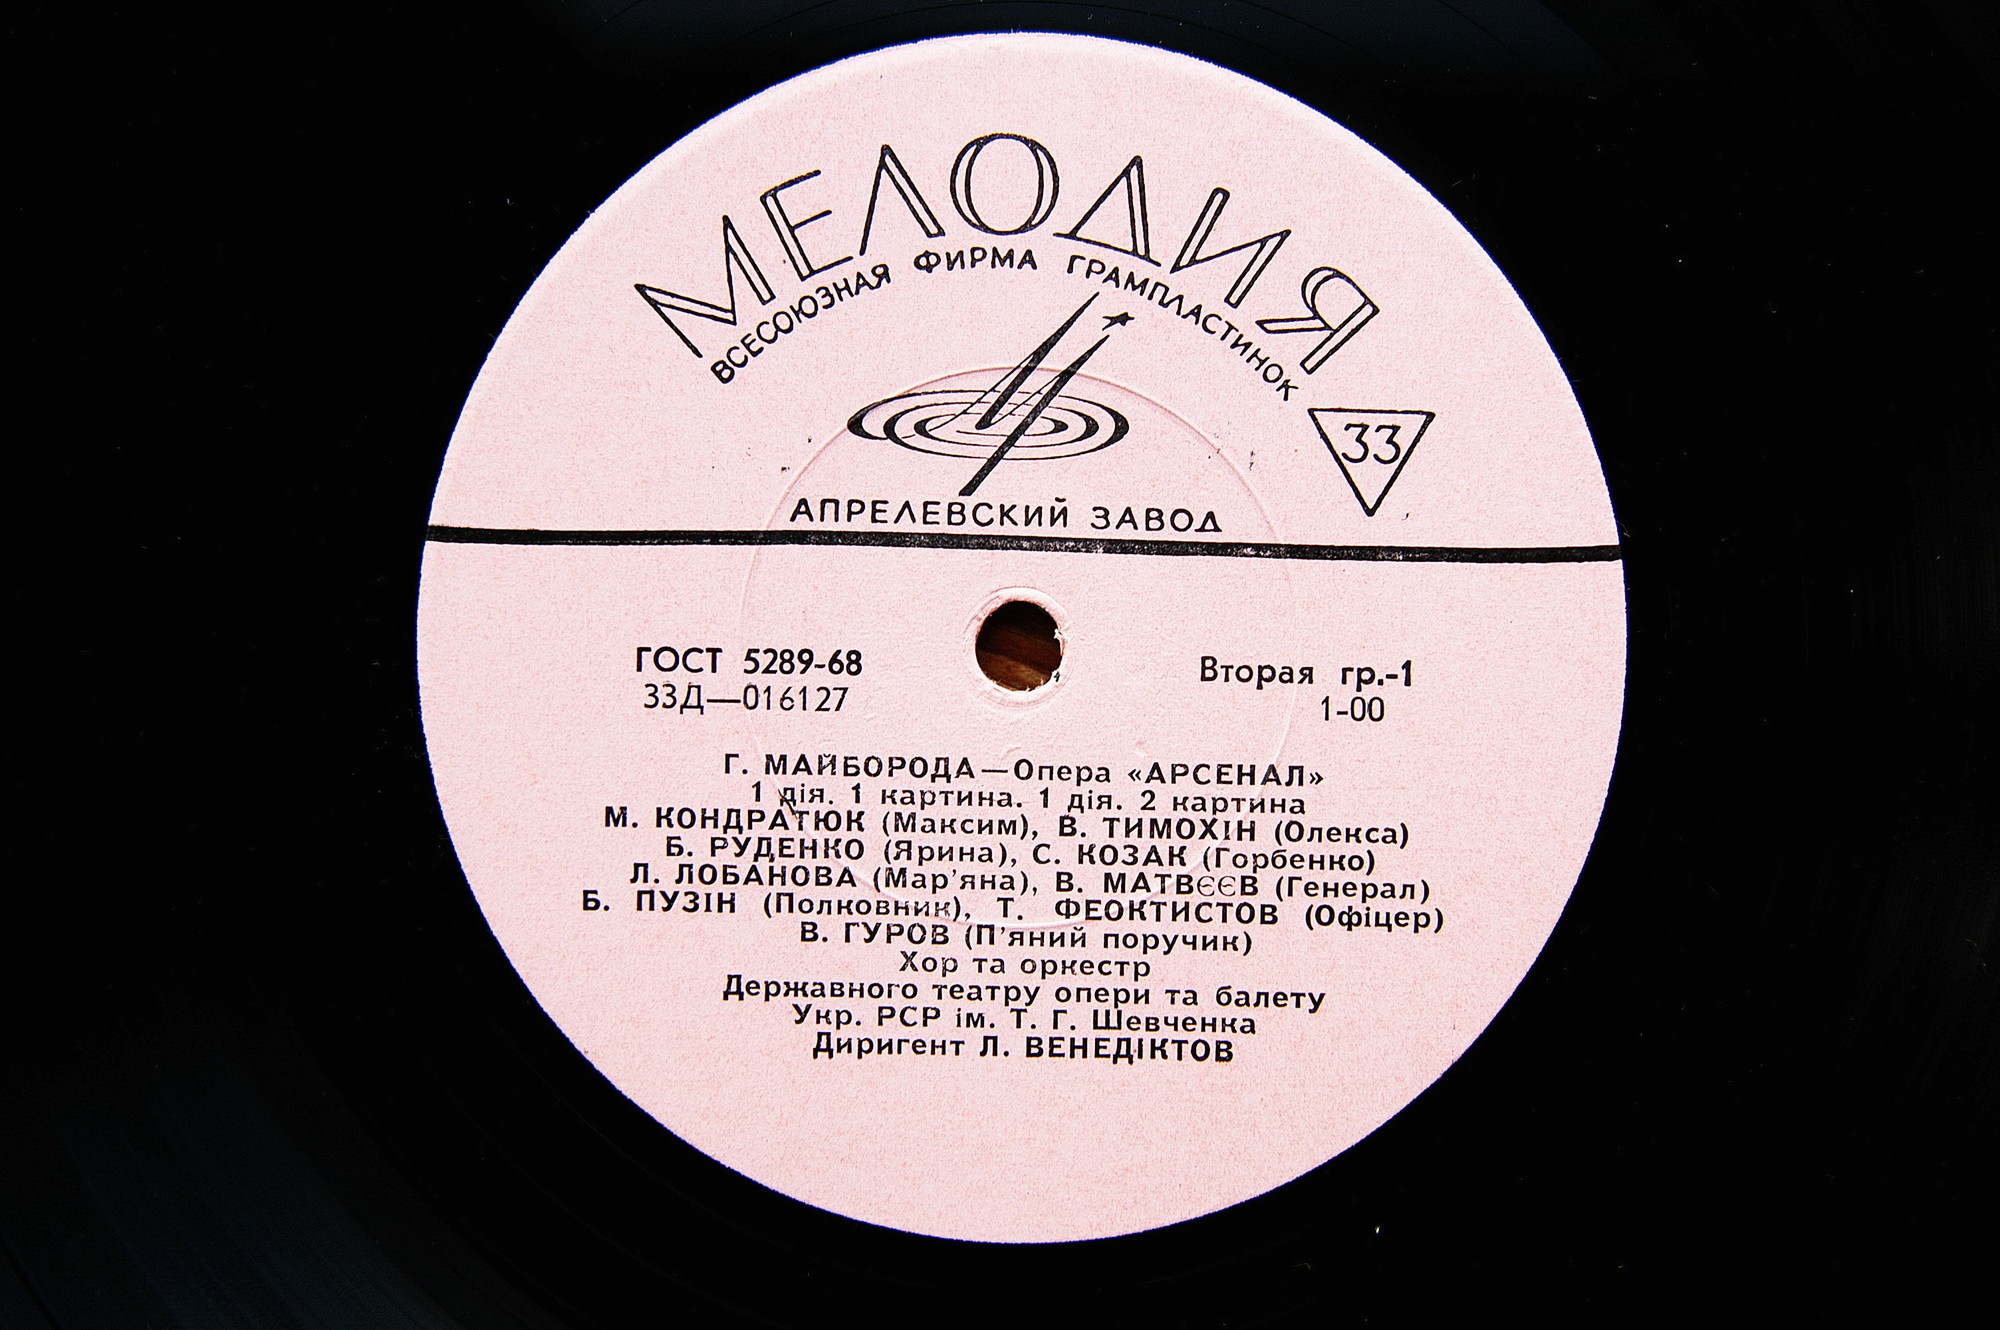 МЕЛОДИЯ
ВСЕСОЮЗНАЯ ФИРМА ГРАМПЛАСТИНОК
33
АПРЕЛЕВСКИЙ ЗАВОД
ГОСТ 5289-68
33Д—016127
Вторая гр.-1
1-00
Г. МАЙБОРОДА—Опера «АРСЕНАЛ»
1 дія. 1 картина. 1 дія. 2 картина
М. КОНДРАТЮК (Максим), В. ТИМОХІН (Олекса)
Б. РУДЕНКО (Ярина), С. КОЗАК (Горбенко)
Л. ЛОБАНОВА (Мар'яна), В. МАТВЄЄВ (Генерал)
Б. ПУЗІН (Полковник), Т. ФЕОКТИСТОВ (Офіцер)
В. ГУРОВ (П'яний поручик)
Хор та оркестр
Державного театру опери та балету
Укр. РСР ім. Т. Г. Шевченка
Диригент Л. ВЕНЕДІКТОВ